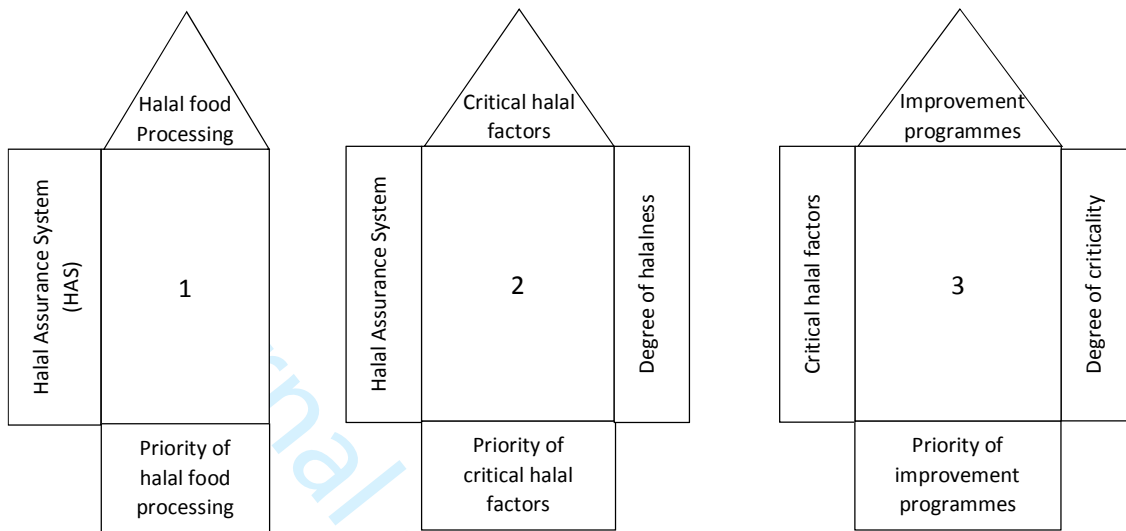 Halal food
Processing
Halal Assurance System
(HAS)
1
Priority of
halal food
processing
Critical halal
factors
Halal Assurance System
2
Degree of halalness
Priority of
critical halal
factors
Improvement
programmes
Critical halal factors
3
Degree of criticality
Priority of
improvement
programmes
rnal